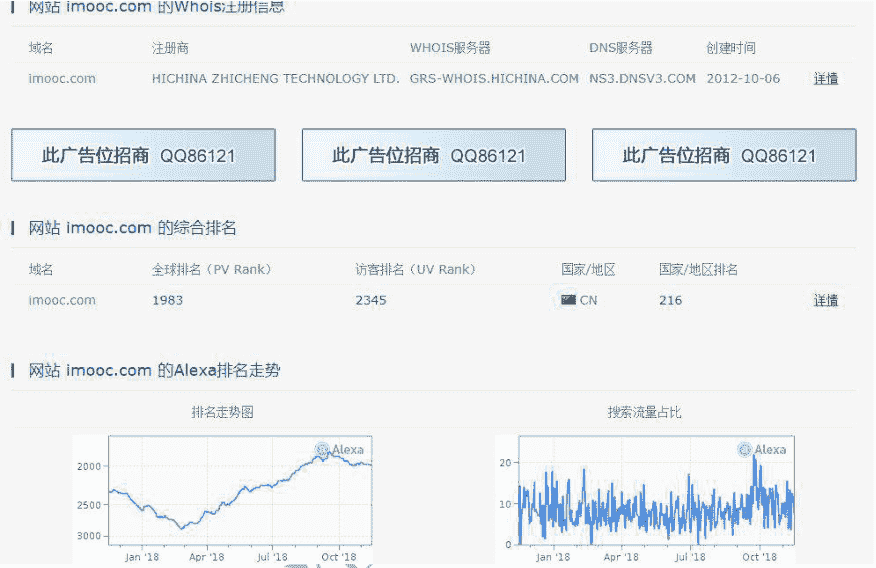 网站 imooc.com 的Whois注册信息
域名 注册商 WHOIS服务器 DNS服务器 创建时间
imooc.com HICHINA ZHICHENG TECHNOLOGY LTD. GRS-WHOIS.HICHINA.COM NS3.DNSV3.COM 2012-10-06 详情
此广告位招商 QQ86121 此广告位招商 QQ86121 此广告位招商 QQ86121
网站 imooc.com 的综合排名
域名 全球排名（PV Rank） 访客排名（UV Rank） 国家/地区 国家/地区排名
imooc.com 1983 2345 CN 216 详情
网站 imooc.com 的Alexa排名走势
排名走势图 搜索流量占比
Alexa Alexa
2000 20
2500 10
3000 0
Jan '18 Apr '18 Jul '18 Oct '18 Jan '18 Apr '18 Jul '18 Oct '18